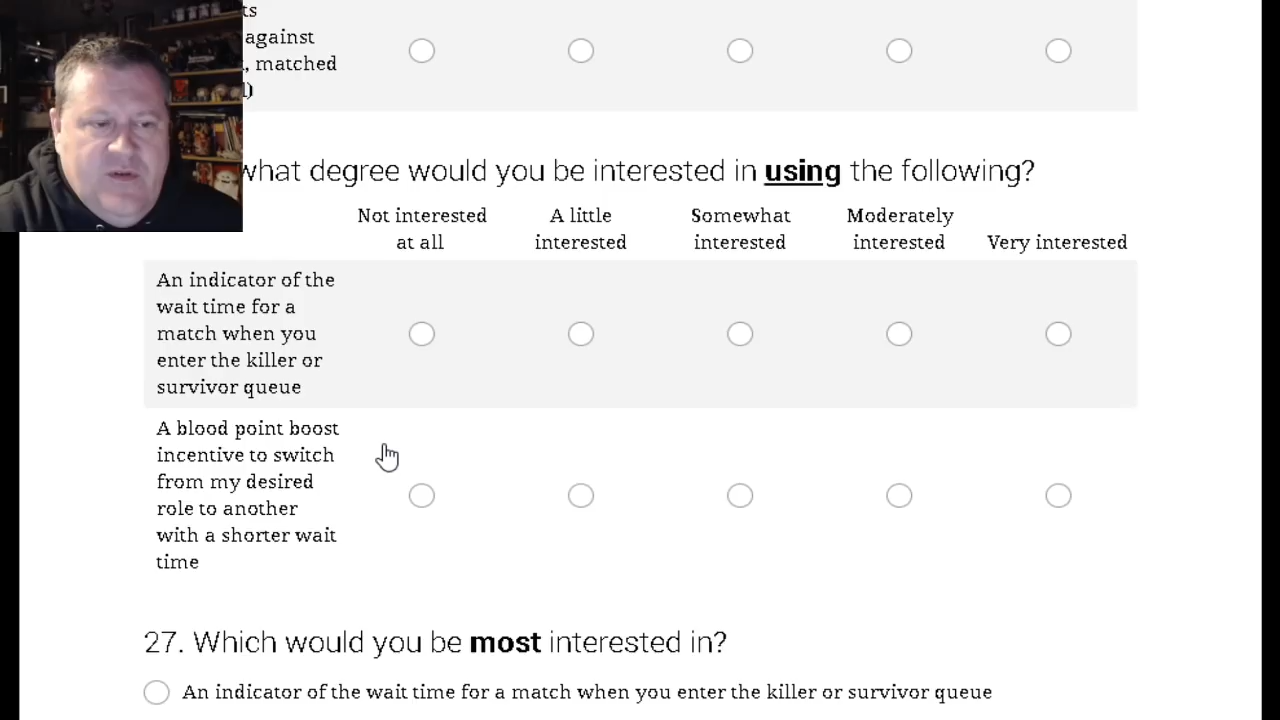 ts
against
, matched
)
what degree would you be interested in using the following?
Not interested at all
A little interested
Somewhat interested
Moderately interested
Very interested
An indicator of the
wait time for a
match when you
enter the killer or
survivor queue
A blood point boost
incentive to switch
from my desired
role to another
with a shorter wait
time
27. Which would you be most interested in?
An indicator of the wait time for a match when you enter the killer or survivor queue